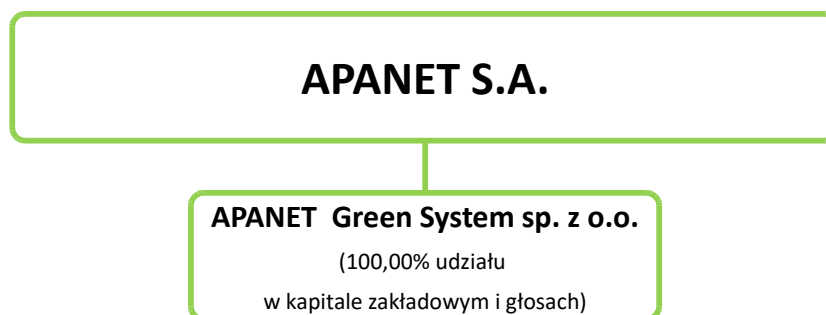 APANET S.A.
APANET Green System sp. z o.o.
(100,00% udziału
w kapitale zakładowym i głosach)